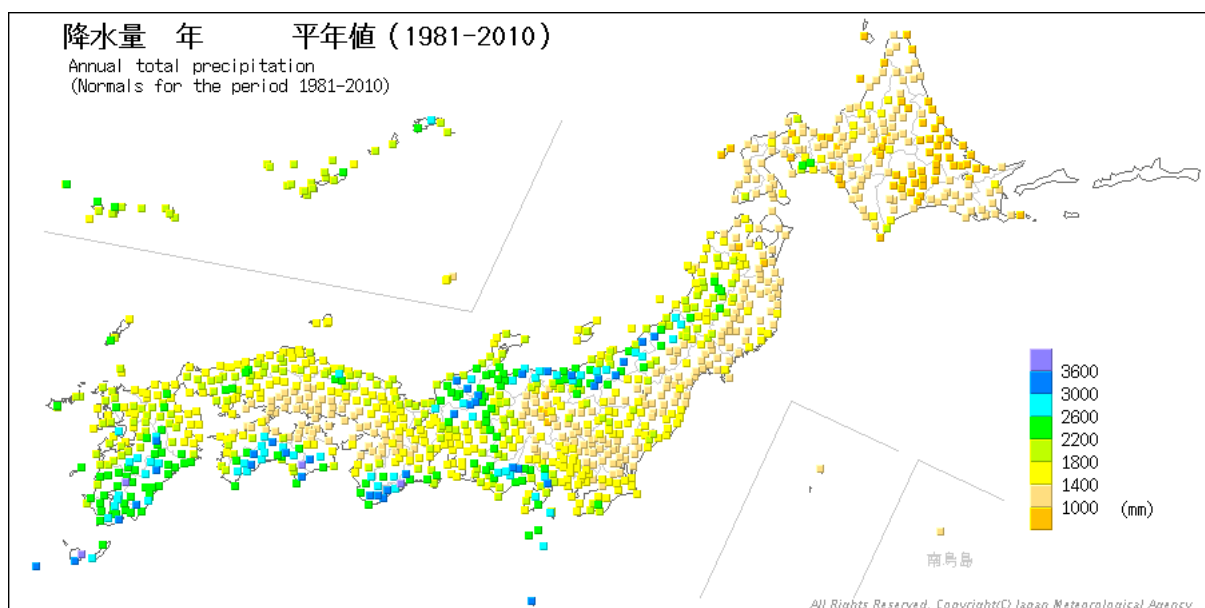 降水量 年 平年値 (1981-2010)
Annual total precipitation
(Normals for the period 1981-2010)
3600
3000
2600
2200
1800
1400
1000 (mm)
南鳥島
All Rights Reserved, Copyright(C) Japan Meteorological Agency